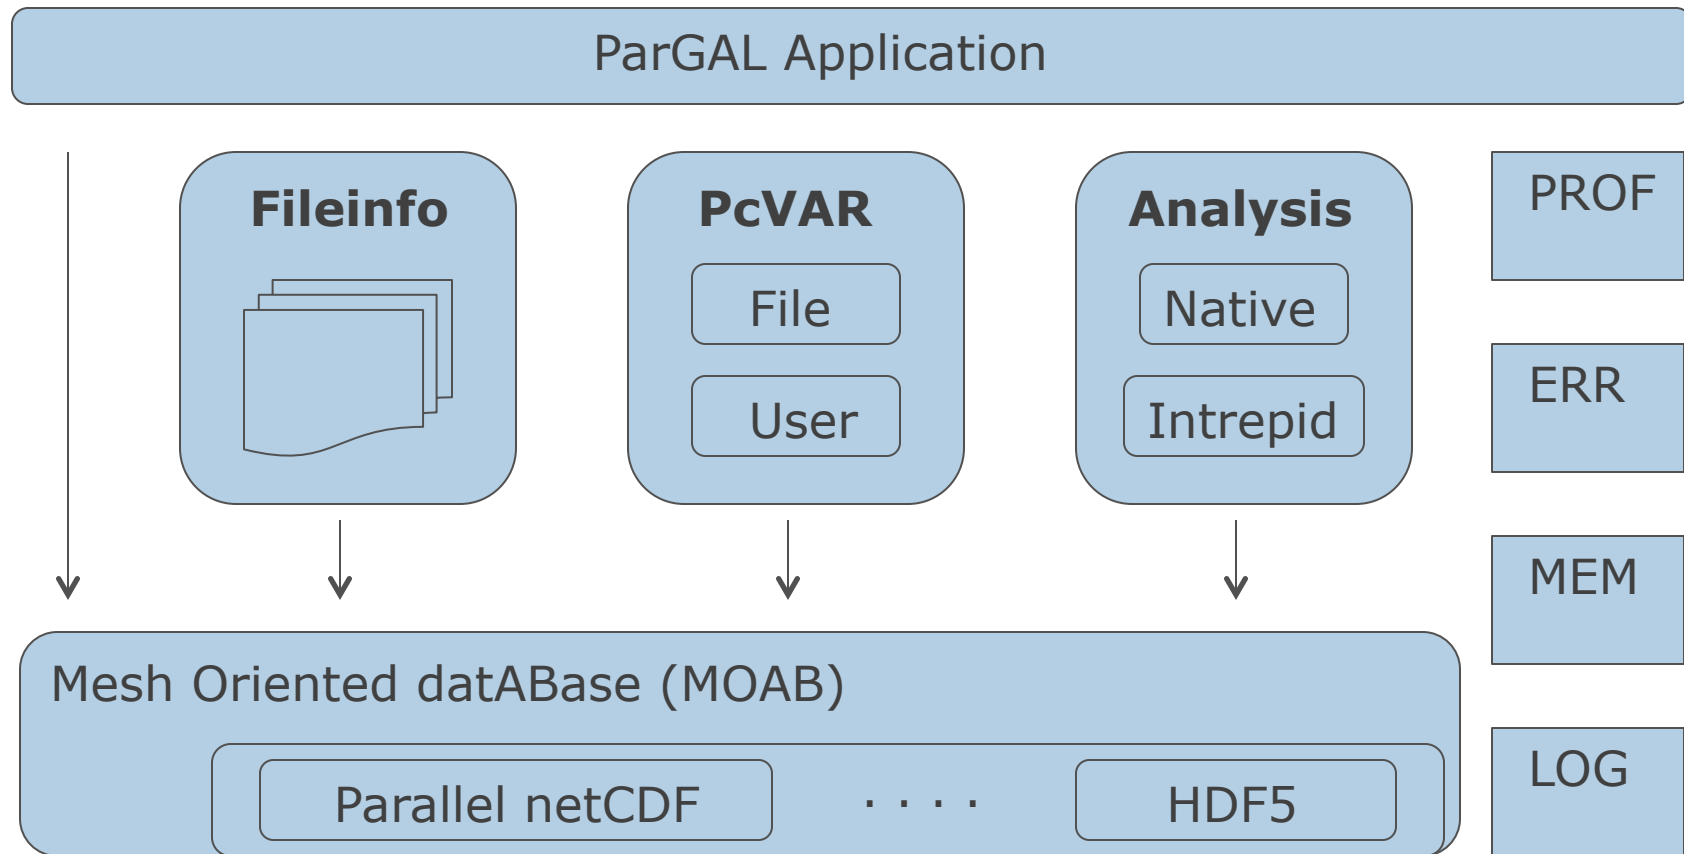 ParGAL Application
Fileinfo
PcVAR
File
User
Analysis
Native
Intrepid
PROF
ERR
MEM
LOG
Mesh Oriented datABase (MOAB)
Parallel netCDF
. . . .
HDF5